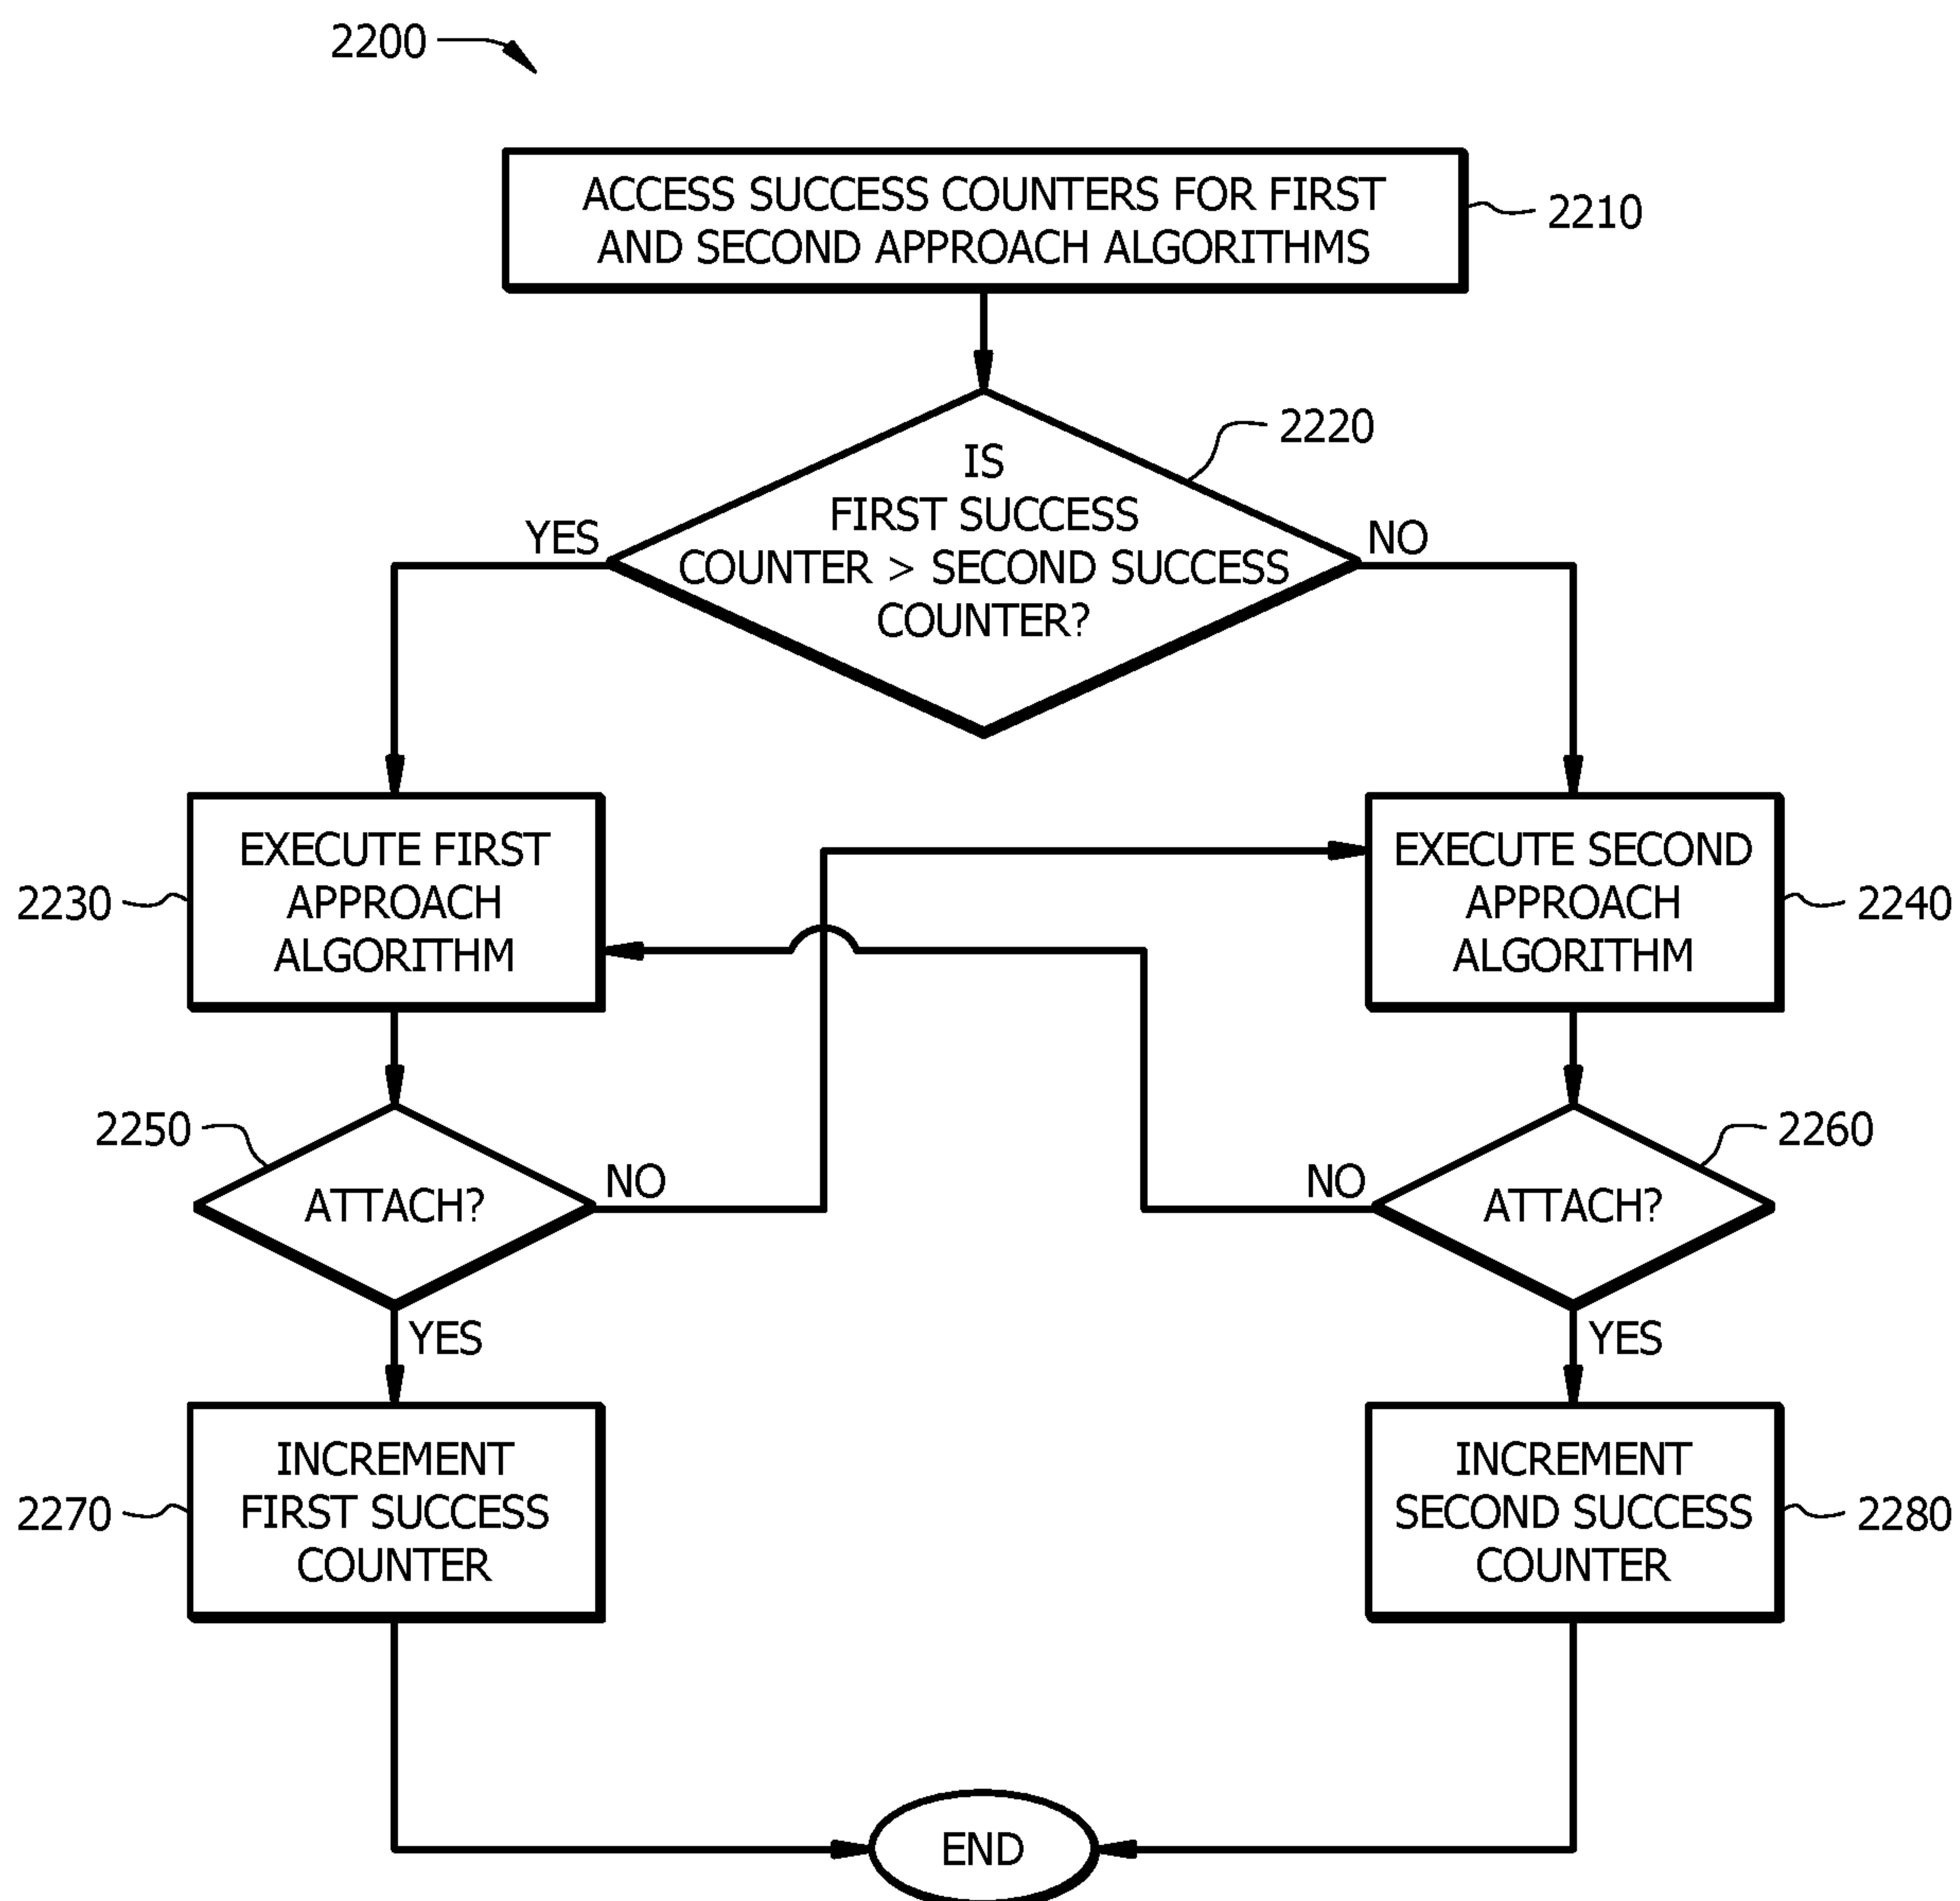 2200
ACCESS SUCCESS COUNTERS FOR FIRST
AND SECOND APPROACH ALGORITHMS
2210
2220
IS
FIRST SUCCESS
COUNTER > SECOND SUCCESS
COUNTER?
YES
NO
EXECUTE FIRST
APPROACH
ALGORITHM
2230
EXECUTE SECOND
APPROACH
ALGORITHM
2240
2250
ATTACH?
NO
YES
2260
ATTACH?
NO
YES
INCREMENT
FIRST SUCCESS
COUNTER
2270
INCREMENT
SECOND SUCCESS
COUNTER
2280
END